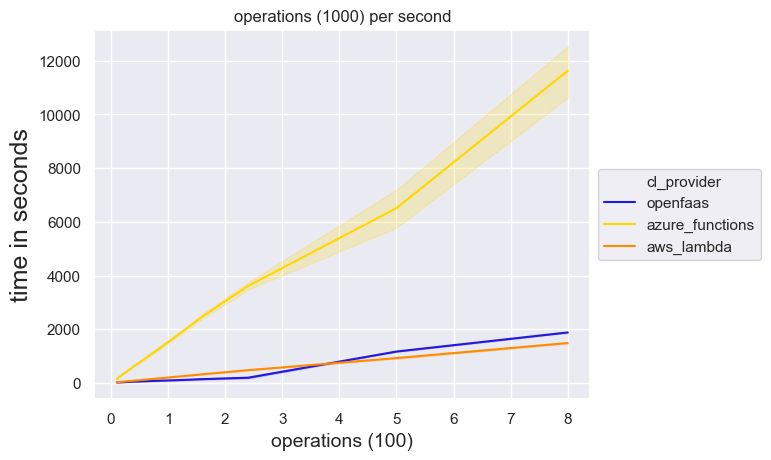 operations (1000) per second
12000
10000
8000
6000
4000
2000
0
time in seconds
0 1 2 3 4 5 6 7 8
operations (100)
cl_provider
openfaas
azure_functions
aws_lambda